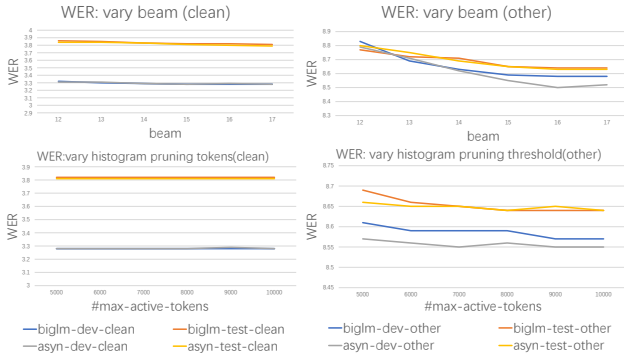 WER: vary beam (clean)
4
3.9
3.8
3.7
3.6
3.5
3.4
3.3
3.2
3.1
3
2.9
WER
12 13 14 15 16 17
beam
WER: vary beam (other)
8.9
8.8
8.7
8.6
8.5
8.4
8.3
WER
12 13 14 15 16 17
beam
WER:vary histogram pruning tokens(clean)
3.9
3.8
3.7
3.6
3.5
3.4
3.3
3.2
3.1
3
WER
5000 6000 7000 8000 9000 10000
#max-active-tokens
biglm-dev-clean biglm-test-clean
asyn-dev-clean asyn-test-clean
WER: vary histogram pruning threshold(other)
8.75
8.7
8.65
8.6
8.55
8.5
8.45
WER
5000 6000 7000 8000 9000 10000
#max-active-tokens
biglm-dev-other biglm-test-other
asyn-dev-other asyn-test-other